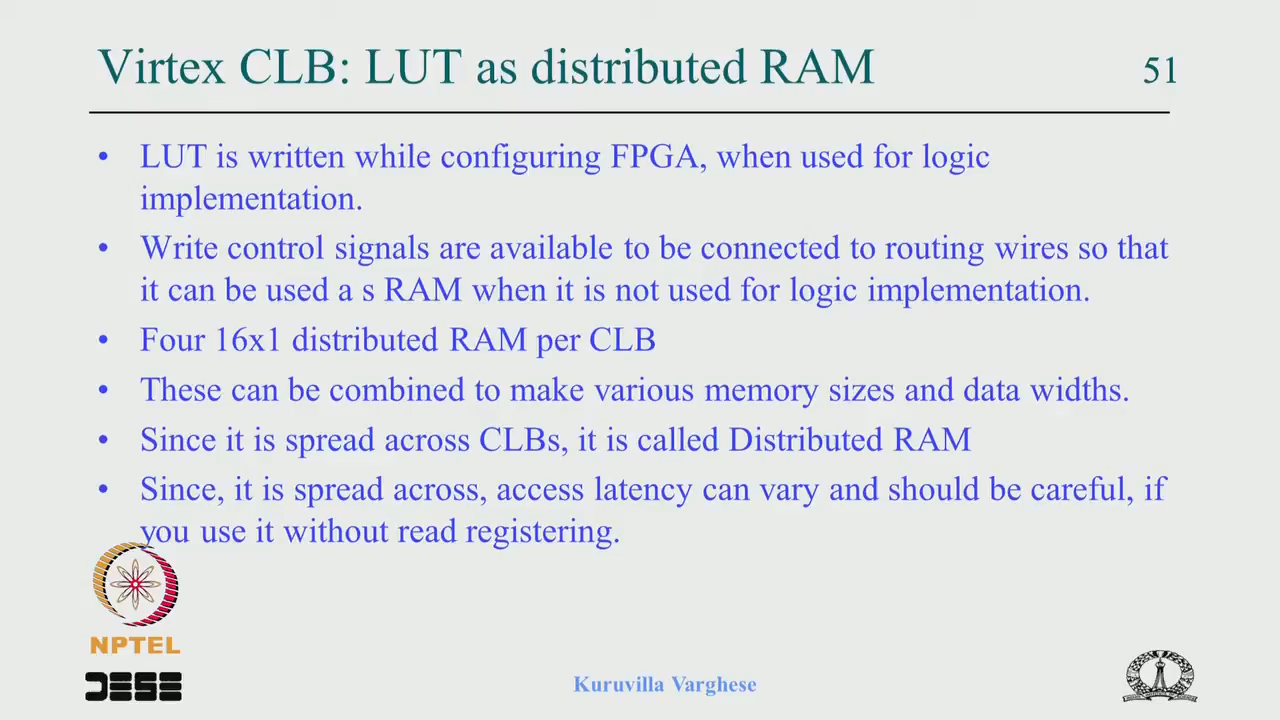 Virtex CLB: LUT as distributed RAM
51
• LUT is written while configuring FPGA, when used for logic
implementation.
• Write control signals are available to be connected to routing wires so that
it can be used a s RAM when it is not used for logic implementation.
• Four 16x1 distributed RAM per CLB
• These can be combined to make various memory sizes and data widths.
• Since it is spread across CLBs, it is called Distributed RAM
• Since, it is spread across, access latency can vary and should be careful, if
you use it without read registering.
NPTEL
DESE
Kuruvilla Varghese